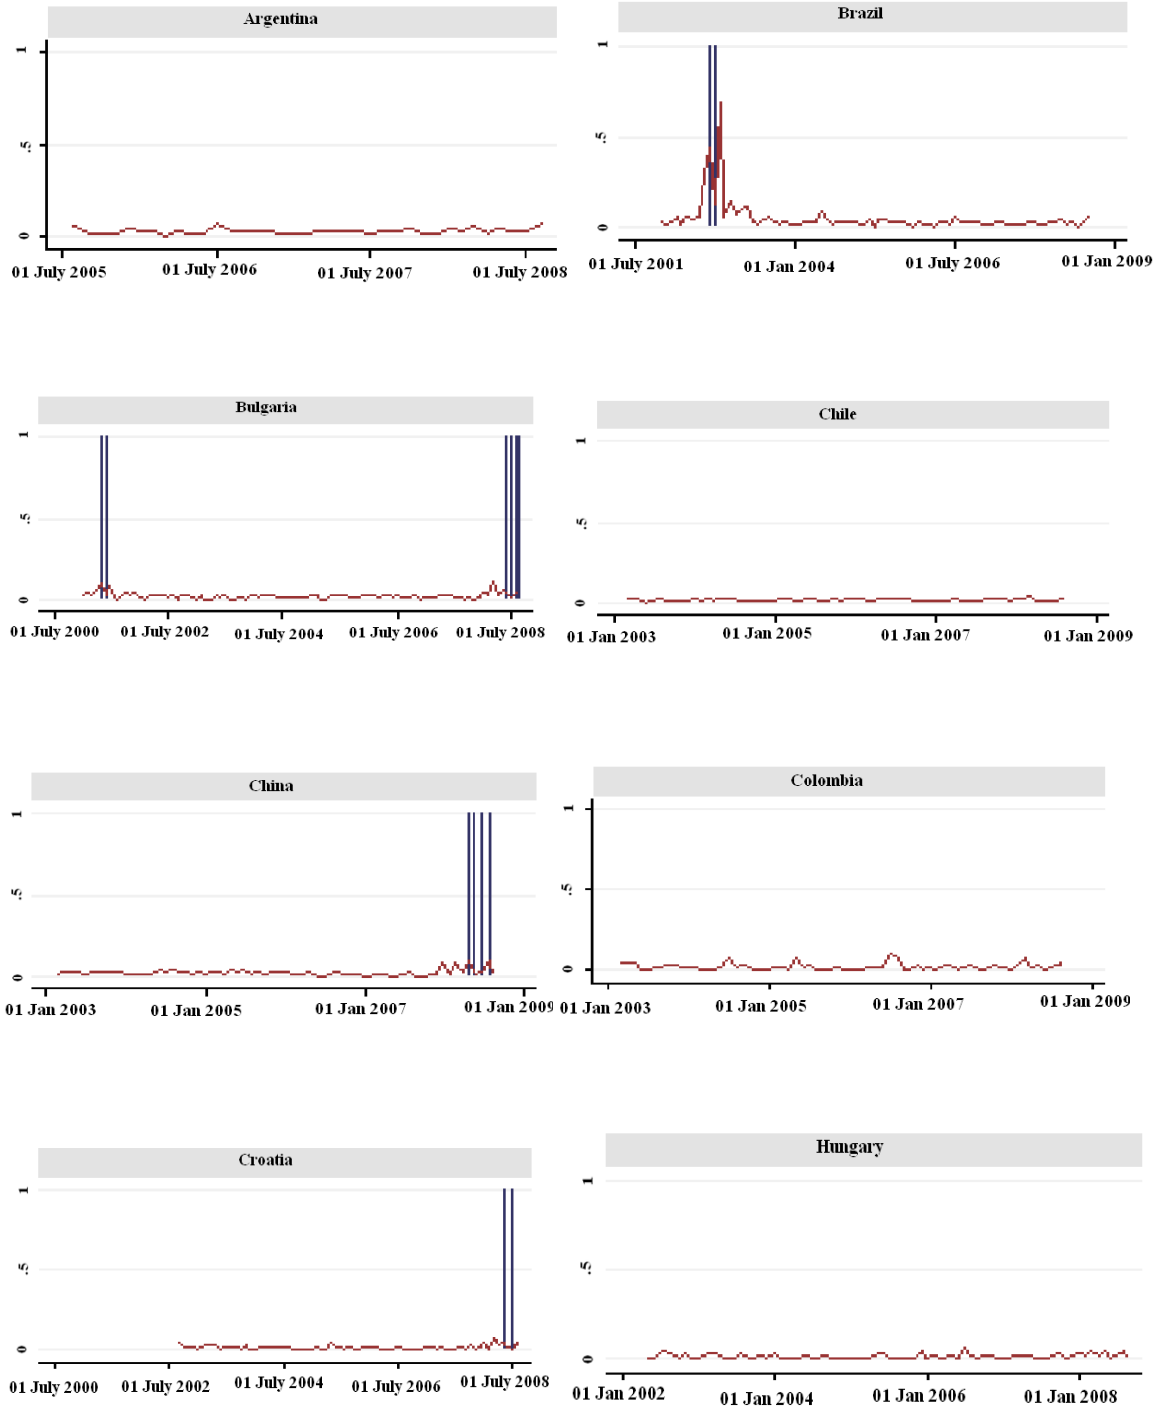 Argentina
1
.5
0
01 July 2005 01 July 2006 01 July 2007 01 July 2008
Brazil
1
.5
0
01 July 2001 01 Jan 2004 01 July 2006 01 Jan 2009
Bulgaria
1
.5
0
01 July 2000 01 July 2002 01 July 2004 01 July 2006 01 July 2008
Chile
1
.5
0
01 Jan 2003 01 Jan 2005 01 Jan 2007 01 Jan 2009
China
1
.5
0
01 Jan 2003 01 Jan 2005 01 Jan 2007 01 Jan 2009
Colombia
1
.5
0
01 Jan 2003 01 Jan 2005 01 Jan 2007 01 Jan 2009
Croatia
1
.5
0
01 July 2000 01 July 2002 01 July 2004 01 July 2006 01 July 2008
Hungary
1
.5
0
01 Jan 2002 01 Jan 2004 01 Jan 2006 01 Jan 2008